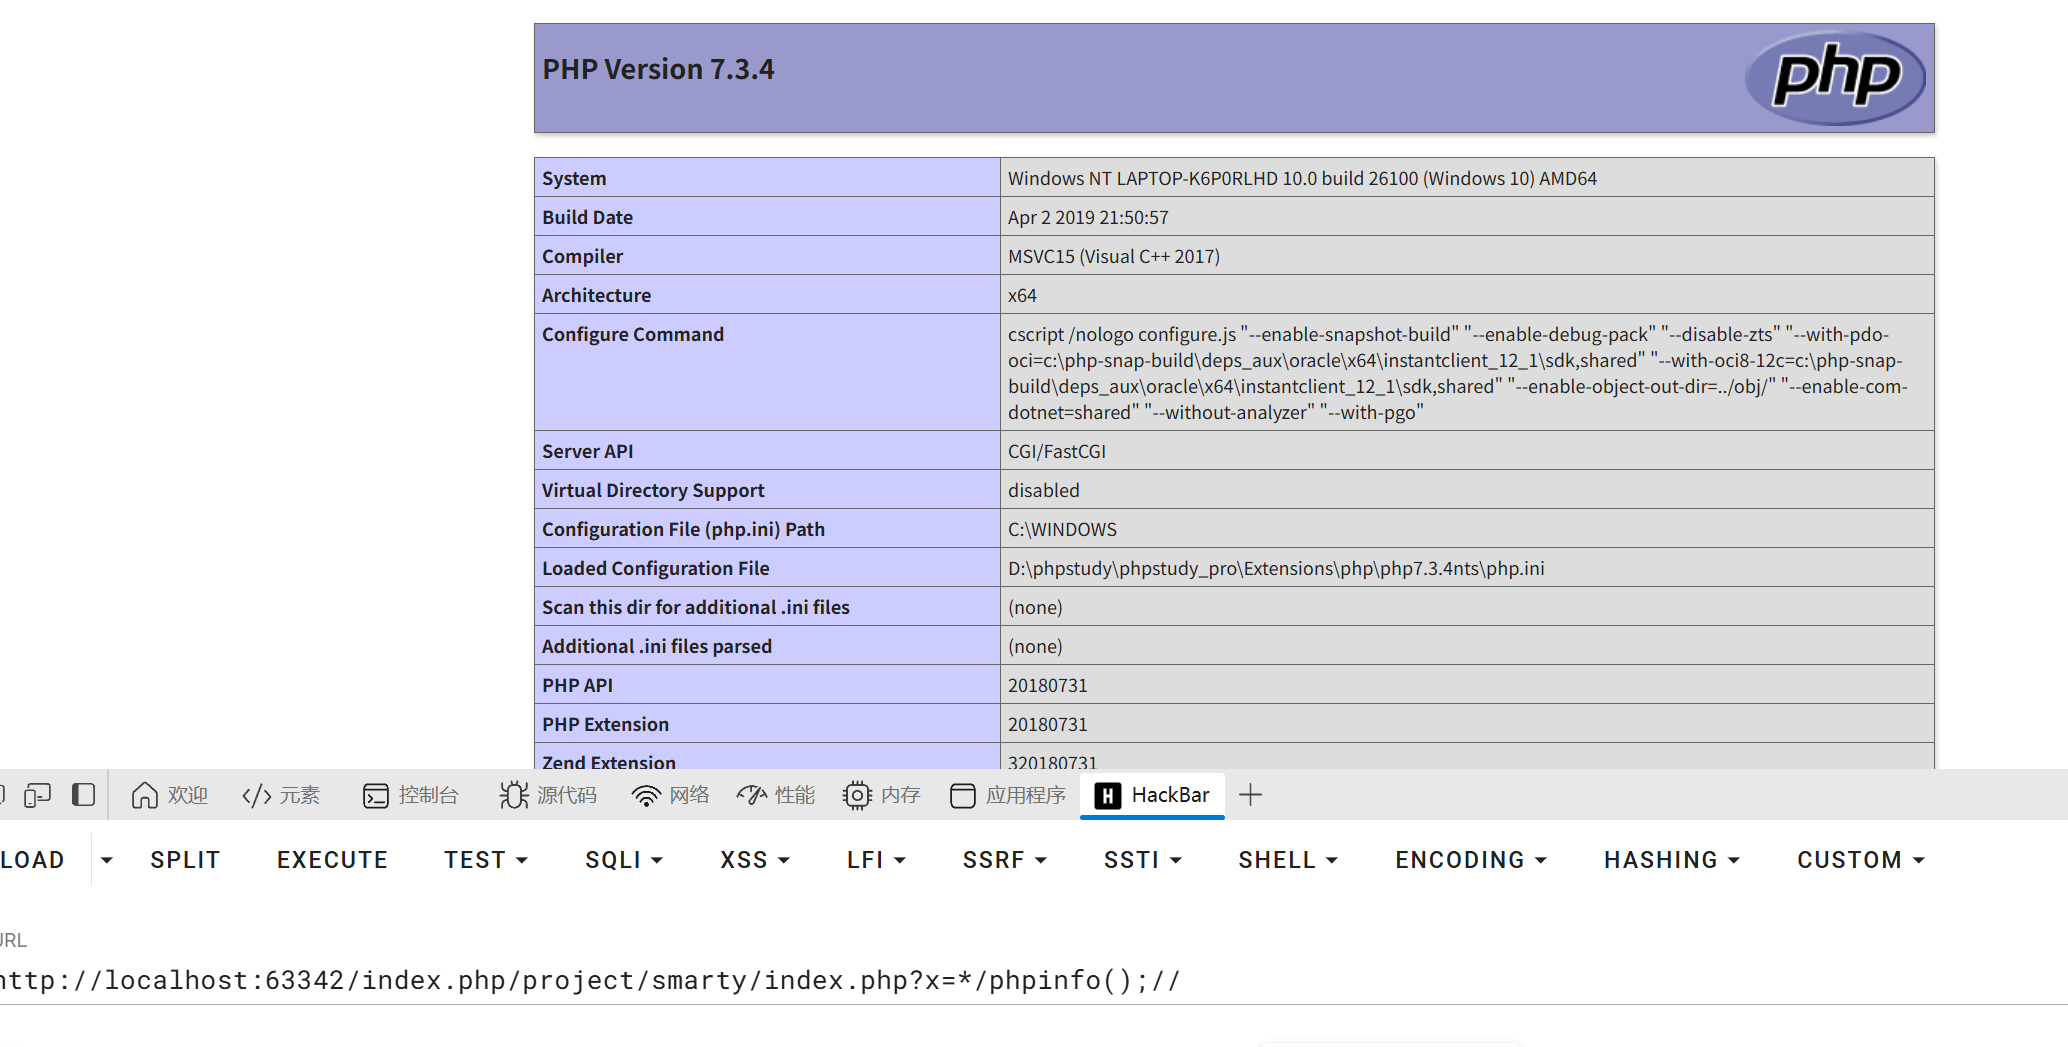 PHP Version 7.3.4
php
System Windows NT LAPTOP-K6P0RLHD 10.0 build 26100 (Windows 10) AMD64
Build Date Apr 2 2019 21:50:57
Compiler MSVC15 (Visual C++ 2017)
Architecture x64
Configure Command cscript /nologo configure.js "--enable-snapshot-build" "--enable-debug-pack" "--disable-zts" "--with-pdo-
oci=c:\php-snap-build\deps_aux\oracle\x64\instantclient_12_1\sdk,shared" "--with-oci8-12c=c:\php-snap-
build\deps_aux\oracle\x64\instantclient_12_1\sdk,shared" "--enable-object-out-dir=../obj/" "--enable-com-
dotnet=shared" "--without-analyzer" "--with-pgo"
Server API CGI/FastCGI
Virtual Directory Support disabled
Configuration File (php.ini) Path C:\WINDOWS
Loaded Configuration File D:\phpstudy\phpstudy_pro\Extensions\php\php7.3.4nts\php.ini
Scan this dir for additional .ini files (none)
Additional .ini files parsed (none)
PHP API 20180731
PHP Extension 20180731
Zend Extension 320180731
欢迎 元素 控制台 源代码 网络 性能 内存 应用程序 H HackBar
LOAD SPLIT EXECUTE TEST SQLI XSS LFI SSRF SSTI SHELL ENCODING HASHING CUSTOM
URL
http://localhost:63342/index.php/project/smarty/index.php?x=*/phpinfo();//